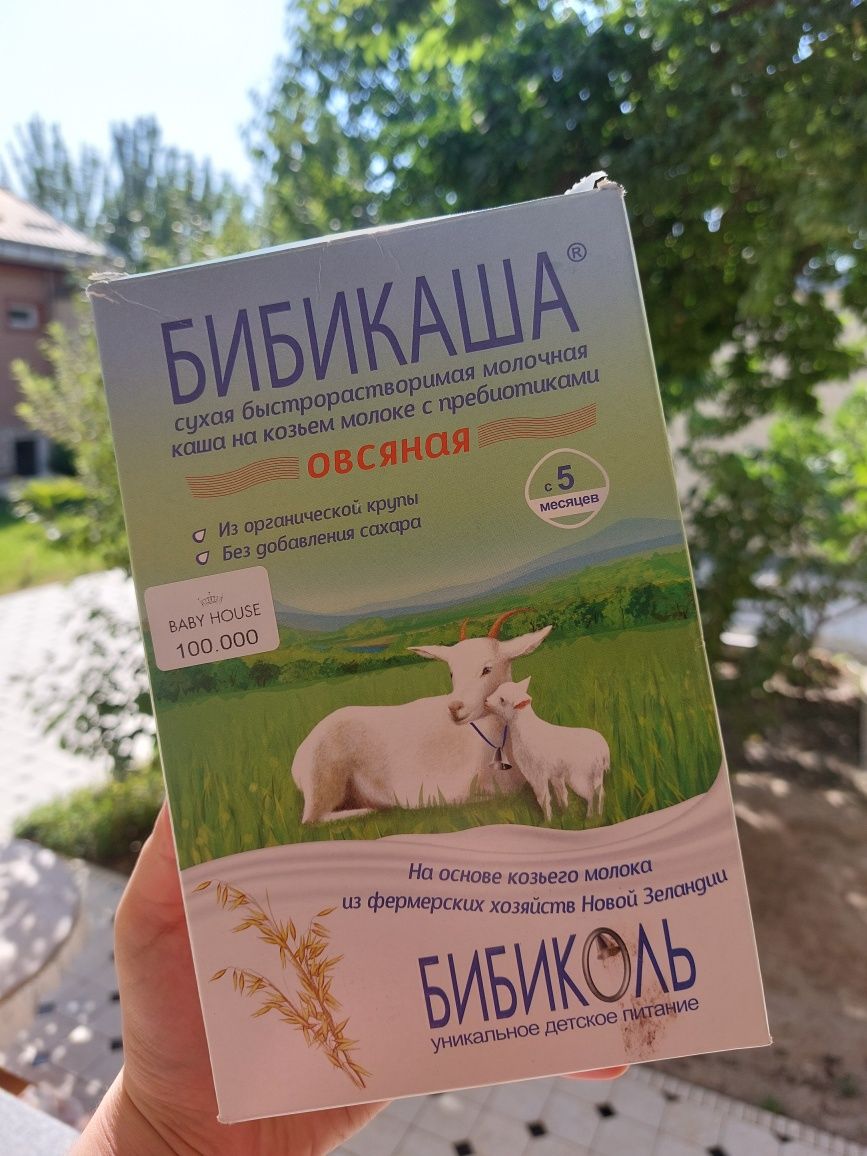 БИБИКАША®
сухая быстрорастворимая молочная
каша на козьем молоке с пребиотиками
овсяная
с 5
месяцев
Из органической крупы
Без добавления сахара
BABY HOUSE
100.000
На основе козьего молока
из фермерских хозяйств Новой Зеландии
БИБИКОЛЬ
уникальное детское питание